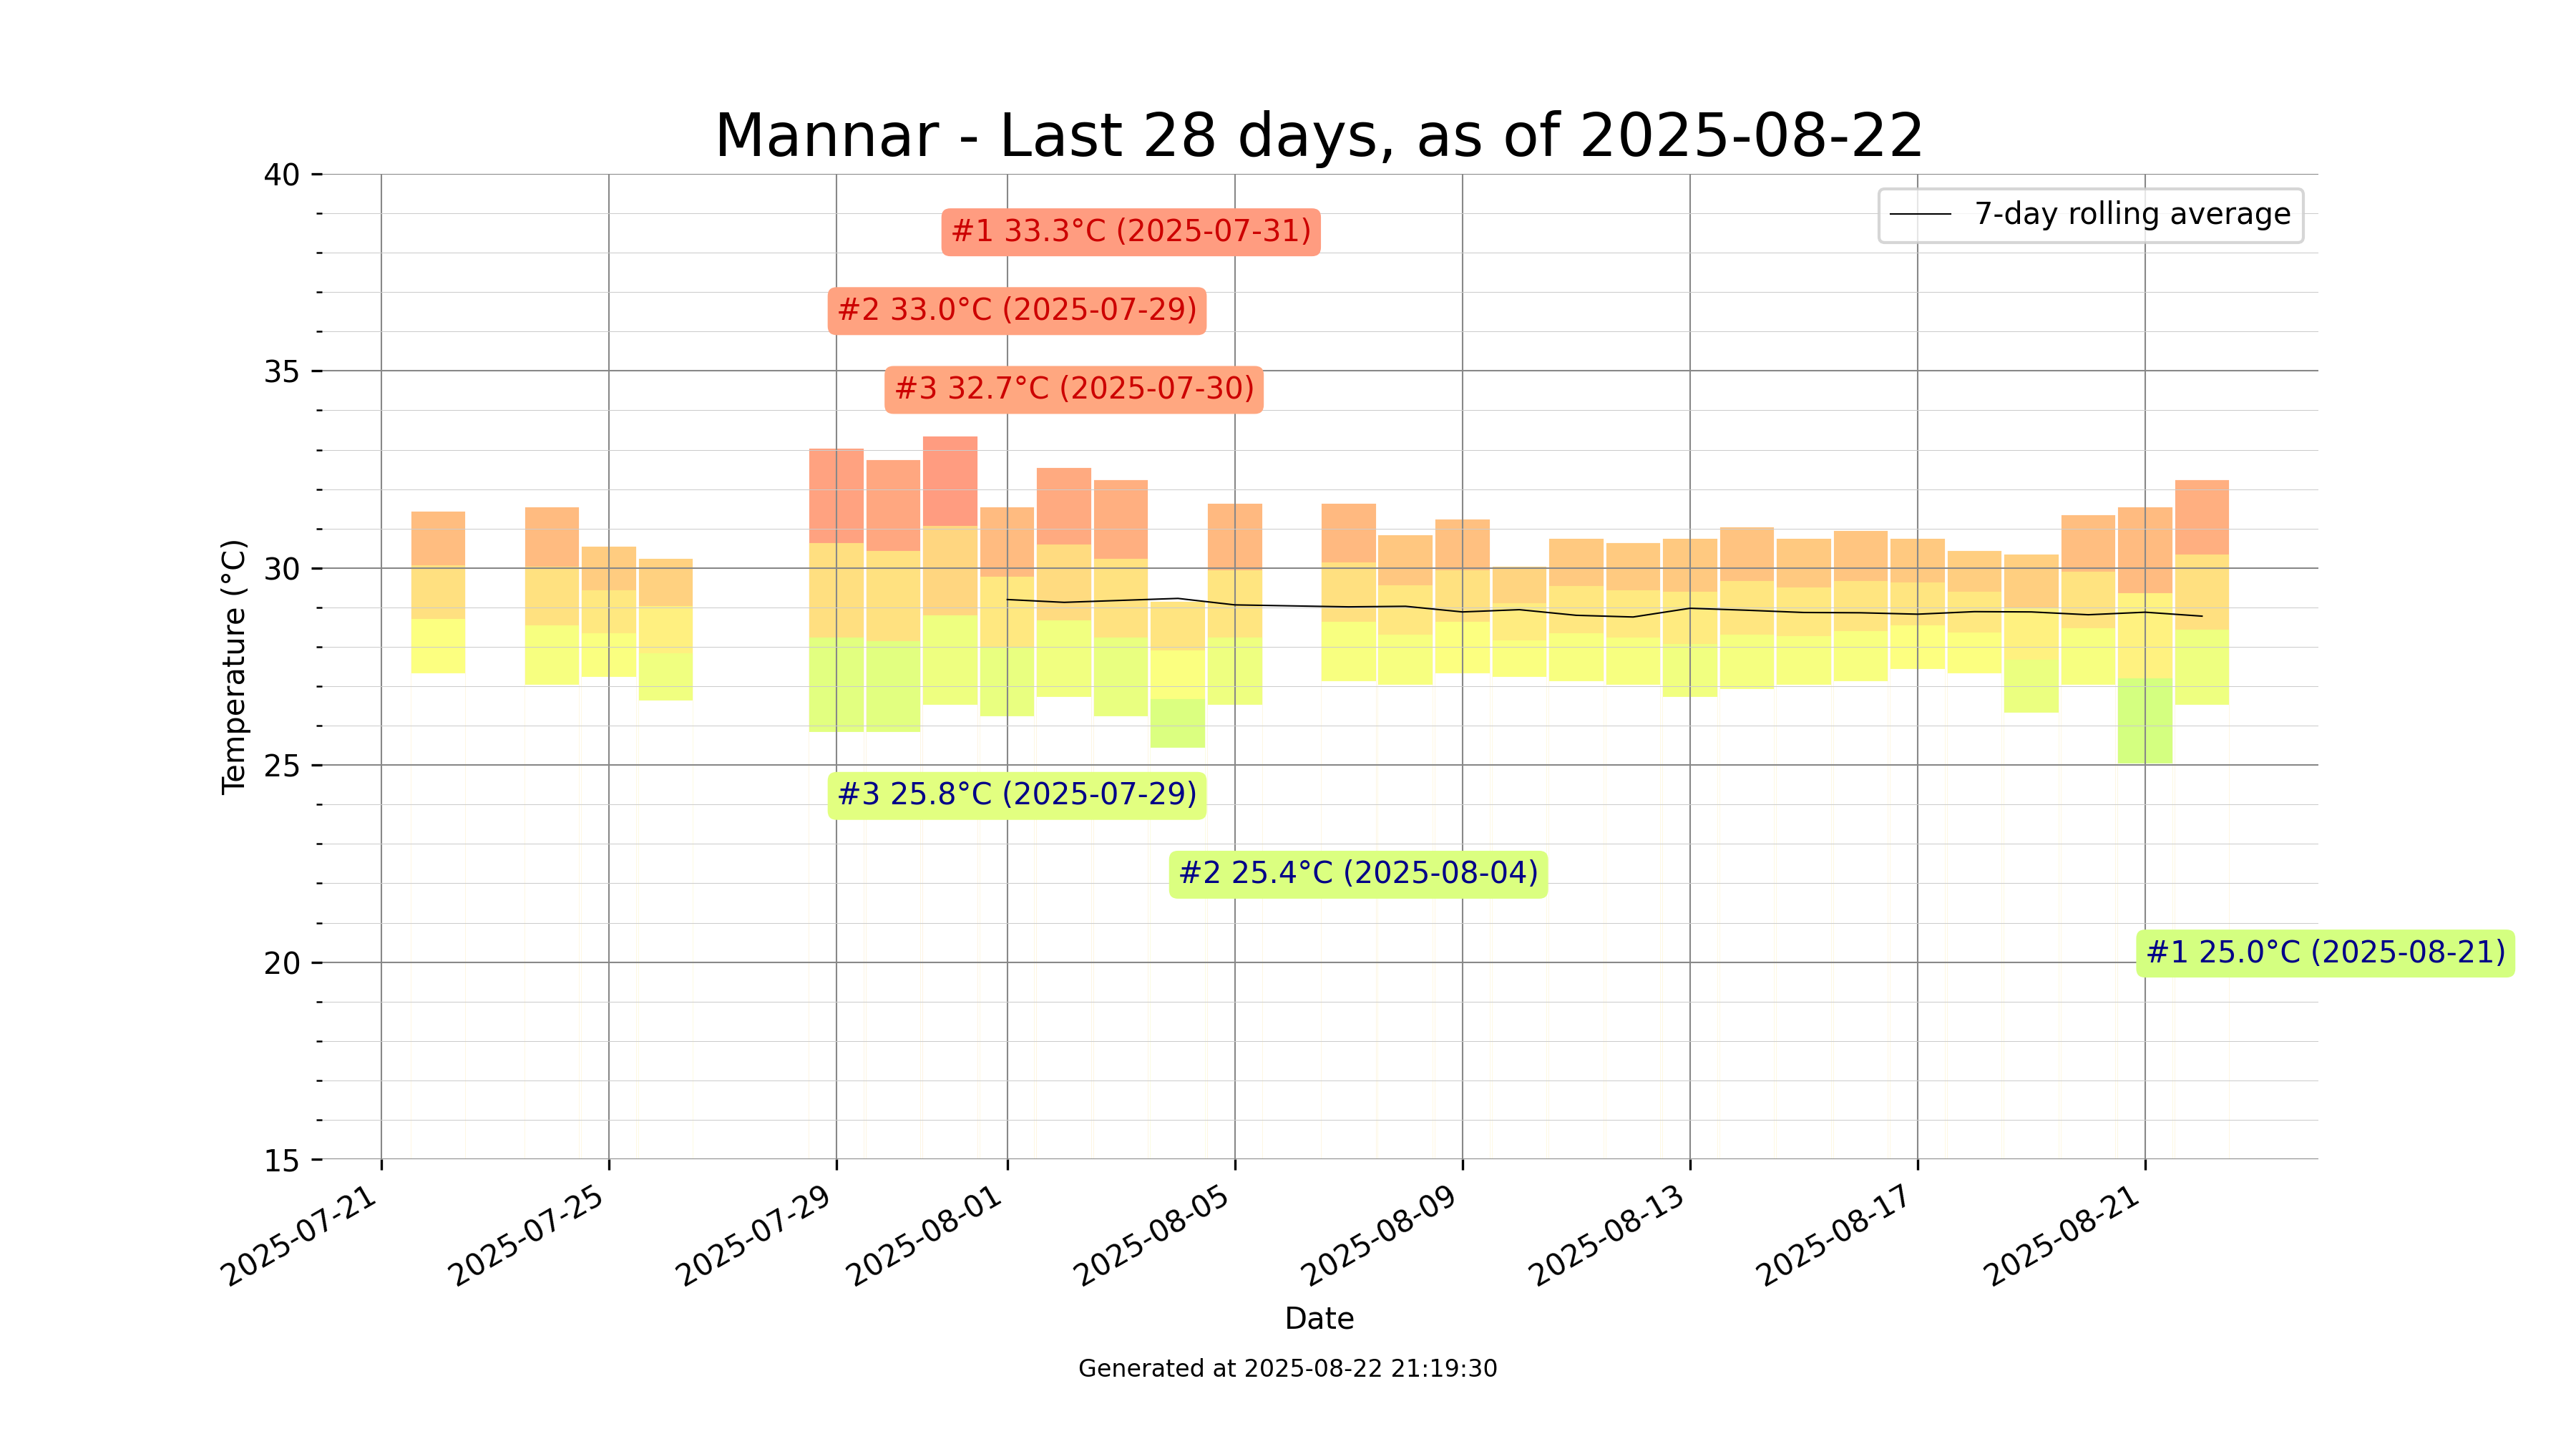 Mannar - Last 28 days, as of 2025-08-22
7-day rolling average
#1 33.3°C (2025-07-31)
#2 33.0°C (2025-07-29)
#3 32.7°C (2025-07-30)
#3 25.8°C (2025-07-29)
#2 25.4°C (2025-08-04)
#1 25.0°C (2025-08-21)
Temperature (°C)
40
35
30
25
20
15
2025-07-21
2025-07-25
2025-07-29
2025-08-01
2025-08-05
2025-08-09
2025-08-13
2025-08-17
2025-08-21
Date
Generated at 2025-08-22 21:19:30